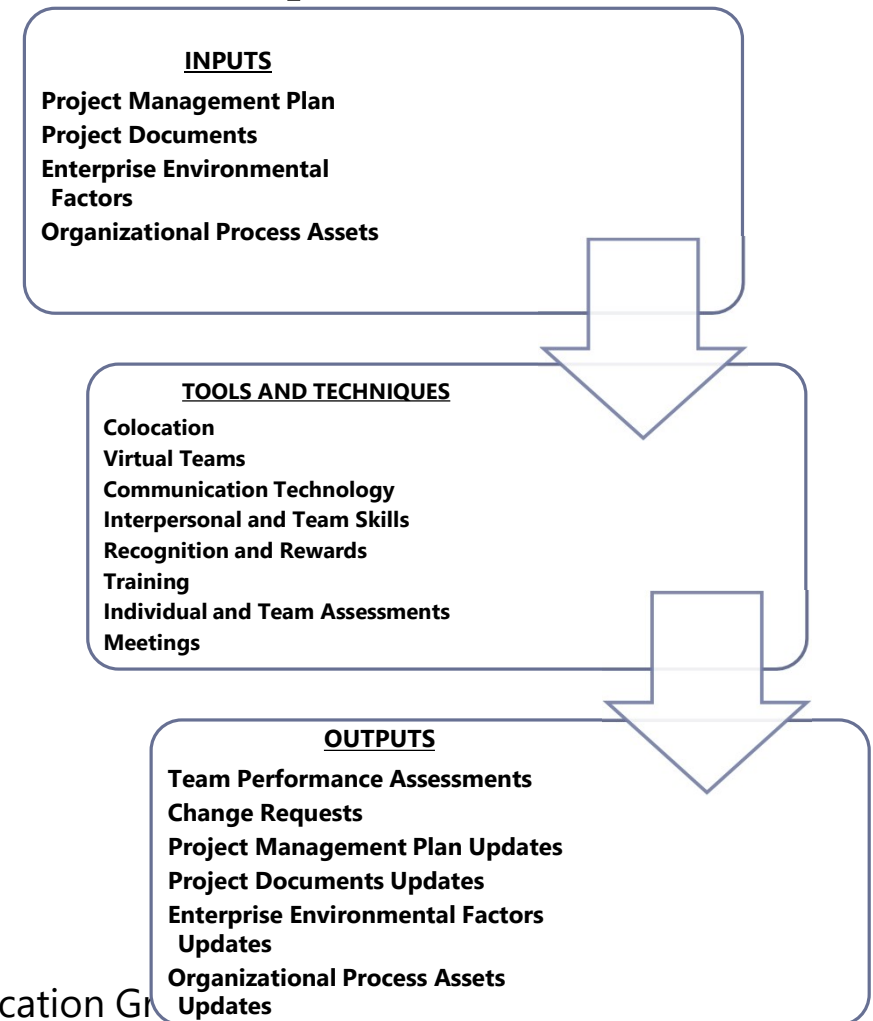 INPUTS
Project Management Plan
Project Documents
Enterprise Environmental
Factors
Organizational Process Assets
TOOLS AND TECHNIQUES
Colocation
Virtual Teams
Communication Technology
Interpersonal and Team Skills
Recognition and Rewards
Training
Individual and Team Assessments
Meetings
OUTPUTS
Team Performance Assessments
Change Requests
Project Management Plan Updates
Project Documents Updates
Enterprise Environmental Factors
Updates
Organizational Process Assets
Updates